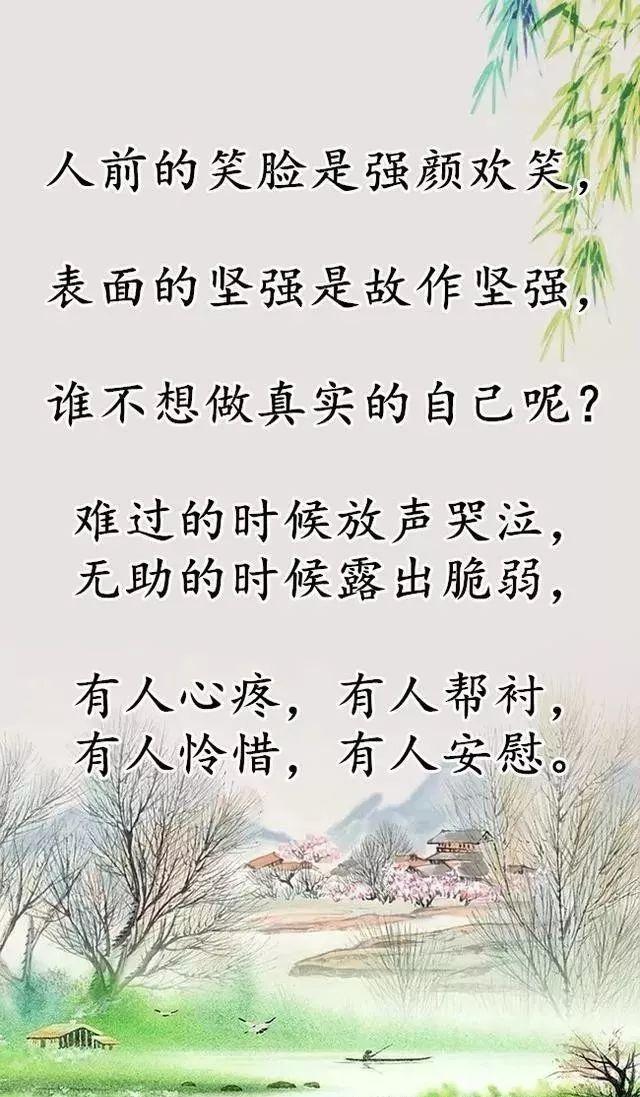 人前的笑脸是强颜欢笑，
表面的坚强是故作坚强，
谁不想做真实的自己呢？
难过的时候放声哭泣，
无助的时候露出脆弱，
有人心疼，有人帮衬，
有人怜惜，有人安慰。